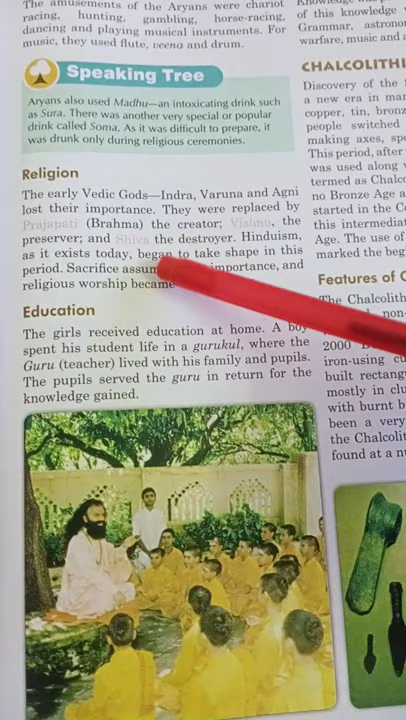 The amusements of the Aryans were chariot
racing, hunting, gambling, horse-racing,
dancing and playing musical instruments. For
music, they used flute, veena and drum.
Speaking Tree
Aryans also used Madhu—an intoxicating drink such
as Sura. There was another very special or popular
drink called Soma. As it was difficult to prepare, it
was drunk only during religious ceremonies.
Religion
The early Vedic Gods—Indra, Varuna and Agni
lost their importance. They were replaced by
Prajapati (Brahma) the creator; Vishnu, the
preserver; and Shiva the destroyer. Hinduism,
as it exists today, began to take shape in this
period. Sacrifice assum importance, and
religious worship became
Education
The girls received education at home. A boy
spent his student life in a gurukul, where the
Guru (teacher) lived with his family and pupils.
The pupils served the guru in return for the
knowledge gained.
of this knowledge
Grammar, astrono
warfare, music and
CHALCOLITHI
Discovery of the
a new era in man
copper, tin, bronz
people switched
making axes, spe
This period, after
was used along
termed as Chalco
no Bronze Age a
started in the Ce
this intermediat
Age. The use of
marked the beg
Features of C
The Chalcolith
non-
2000
iron-using cu
built rectang
mostly in clu
with burnt b
been a very
the Chalcolit
found at a nu